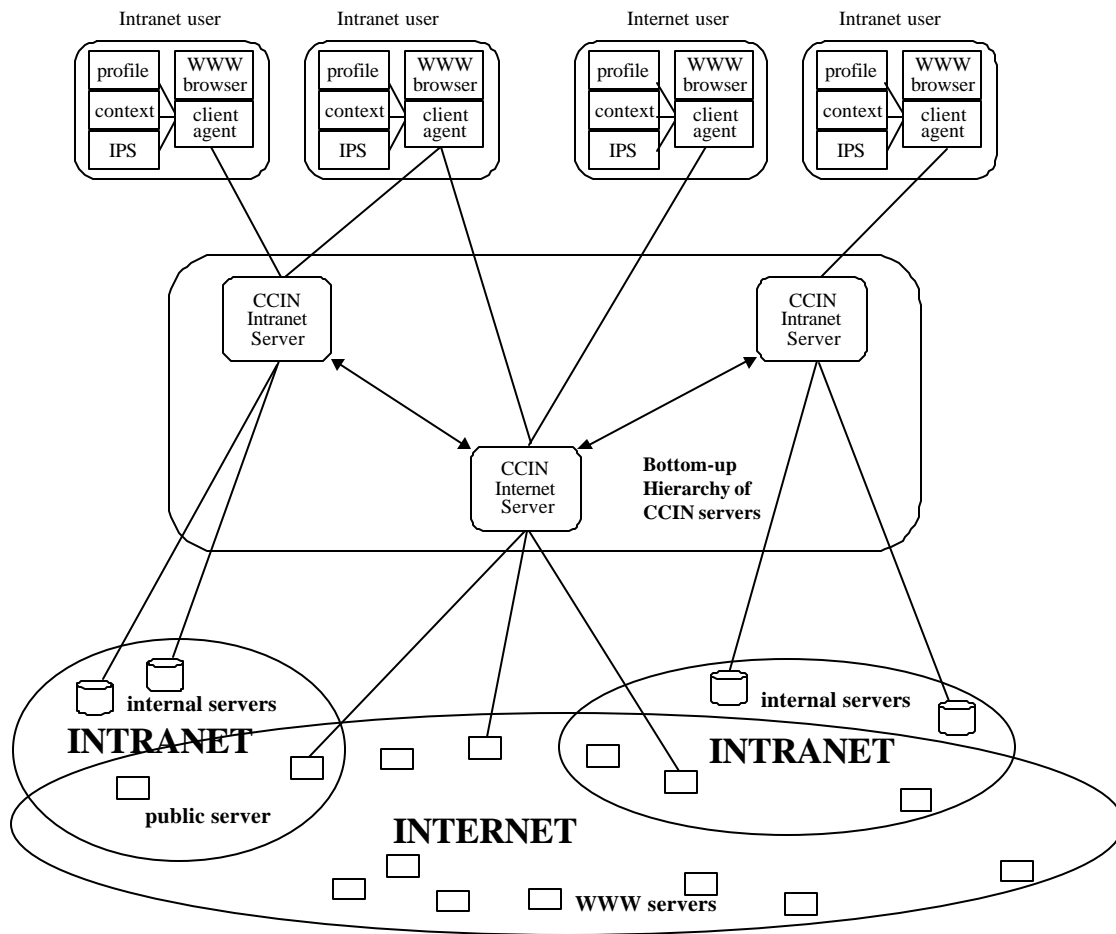 Intranet user
Intranet user
Internet user
Intranet user
profile
context
IPS
WWW
browser
client
agent
profile
context
IPS
WWW
browser
client
agent
profile
context
IPS
WWW
browser
client
agent
profile
context
IPS
WWW
browser
client
agent
CCIN
Intranet
Server
CCIN
Intranet
Server
CCIN
Internet
Server
Bottom-up
Hierarchy of
CCIN servers
internal servers
INTRANET
public server
internal servers
INTRANET
INTERNET
WWW servers